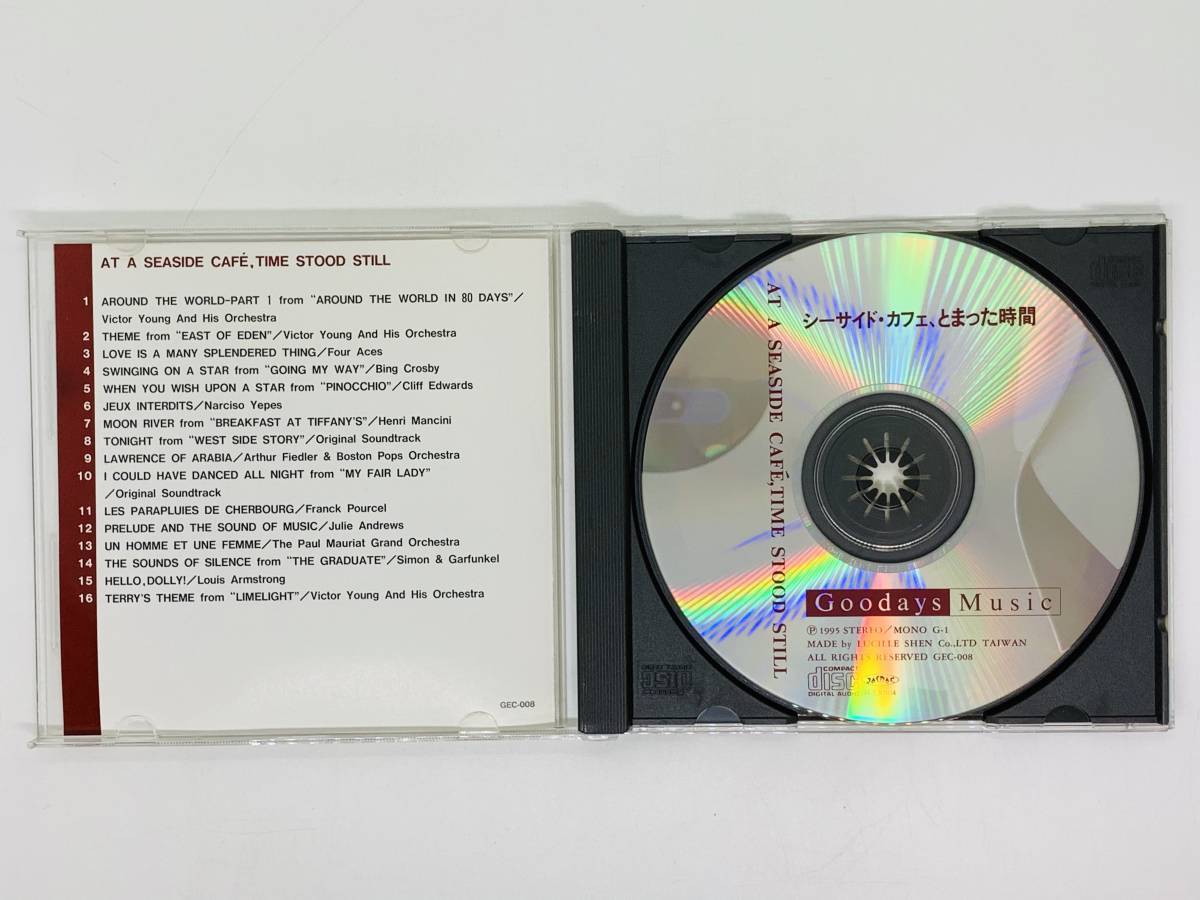 AT A SEASIDE CAFÉ,TIME STOOD STILL
1 AROUND THE WORLD-PART 1 from "AROUND THE WORLD IN 80 DAYS"/
Victor Young And His Orchestra
2 THEME from "EAST OF EDEN"/Victor Young And His Orchestra
3 LOVE IS A MANY SPLENDERED THING/Four Aces
4 SWINGING ON A STAR from "GOING MY WAY"/Bing Crosby
5 WHEN YOU WISH UPON A STAR from "PINOCCHIO"/Cliff Edwards
6 JEUX INTERDITS/Narciso Yepes
7 MOON RIVER from "BREAKFAST AT TIFFANY'S"/Henri Mancini
8 TONIGHT from "WEST SIDE STORY"/Original Soundtrack
9 LAWRENCE OF ARABIA/Arthur Fiedler & Boston Pops Orchestra
10 I COULD HAVE DANCED ALL NIGHT from "MY FAIR LADY"
/Original Soundtrack
11 LES PARAPLUIES DE CHERBOURG/Franck Pourcel
12 PRELUDE AND THE SOUND OF MUSIC/Julie Andrews
13 UN HOMME ET UNE FEMME/The Paul Mauriat Grand Orchestra
14 THE SOUNDS OF SILENCE from "THE GRADUATE"/Simon & Garfunkel
15 HELLO,DOLLY!/Louis Armstrong
16 TERRY'S THEME from "LIMELIGHT"/Victor Young And His Orchestra
GEC-008
シーサイド・カフェ、とまった時間
AT A SEASIDE CAFÉ,TIME STOOD STILL
Goodays Music
Ⓟ 1995 STEREO/MONO G-1
MADE by LUCILLE SHEN Co.,LTD TAIWAN
ALL RIGHTS RESERVED GEC-008
COMPACT
disc
DIGITAL AUDIO
JASRAC